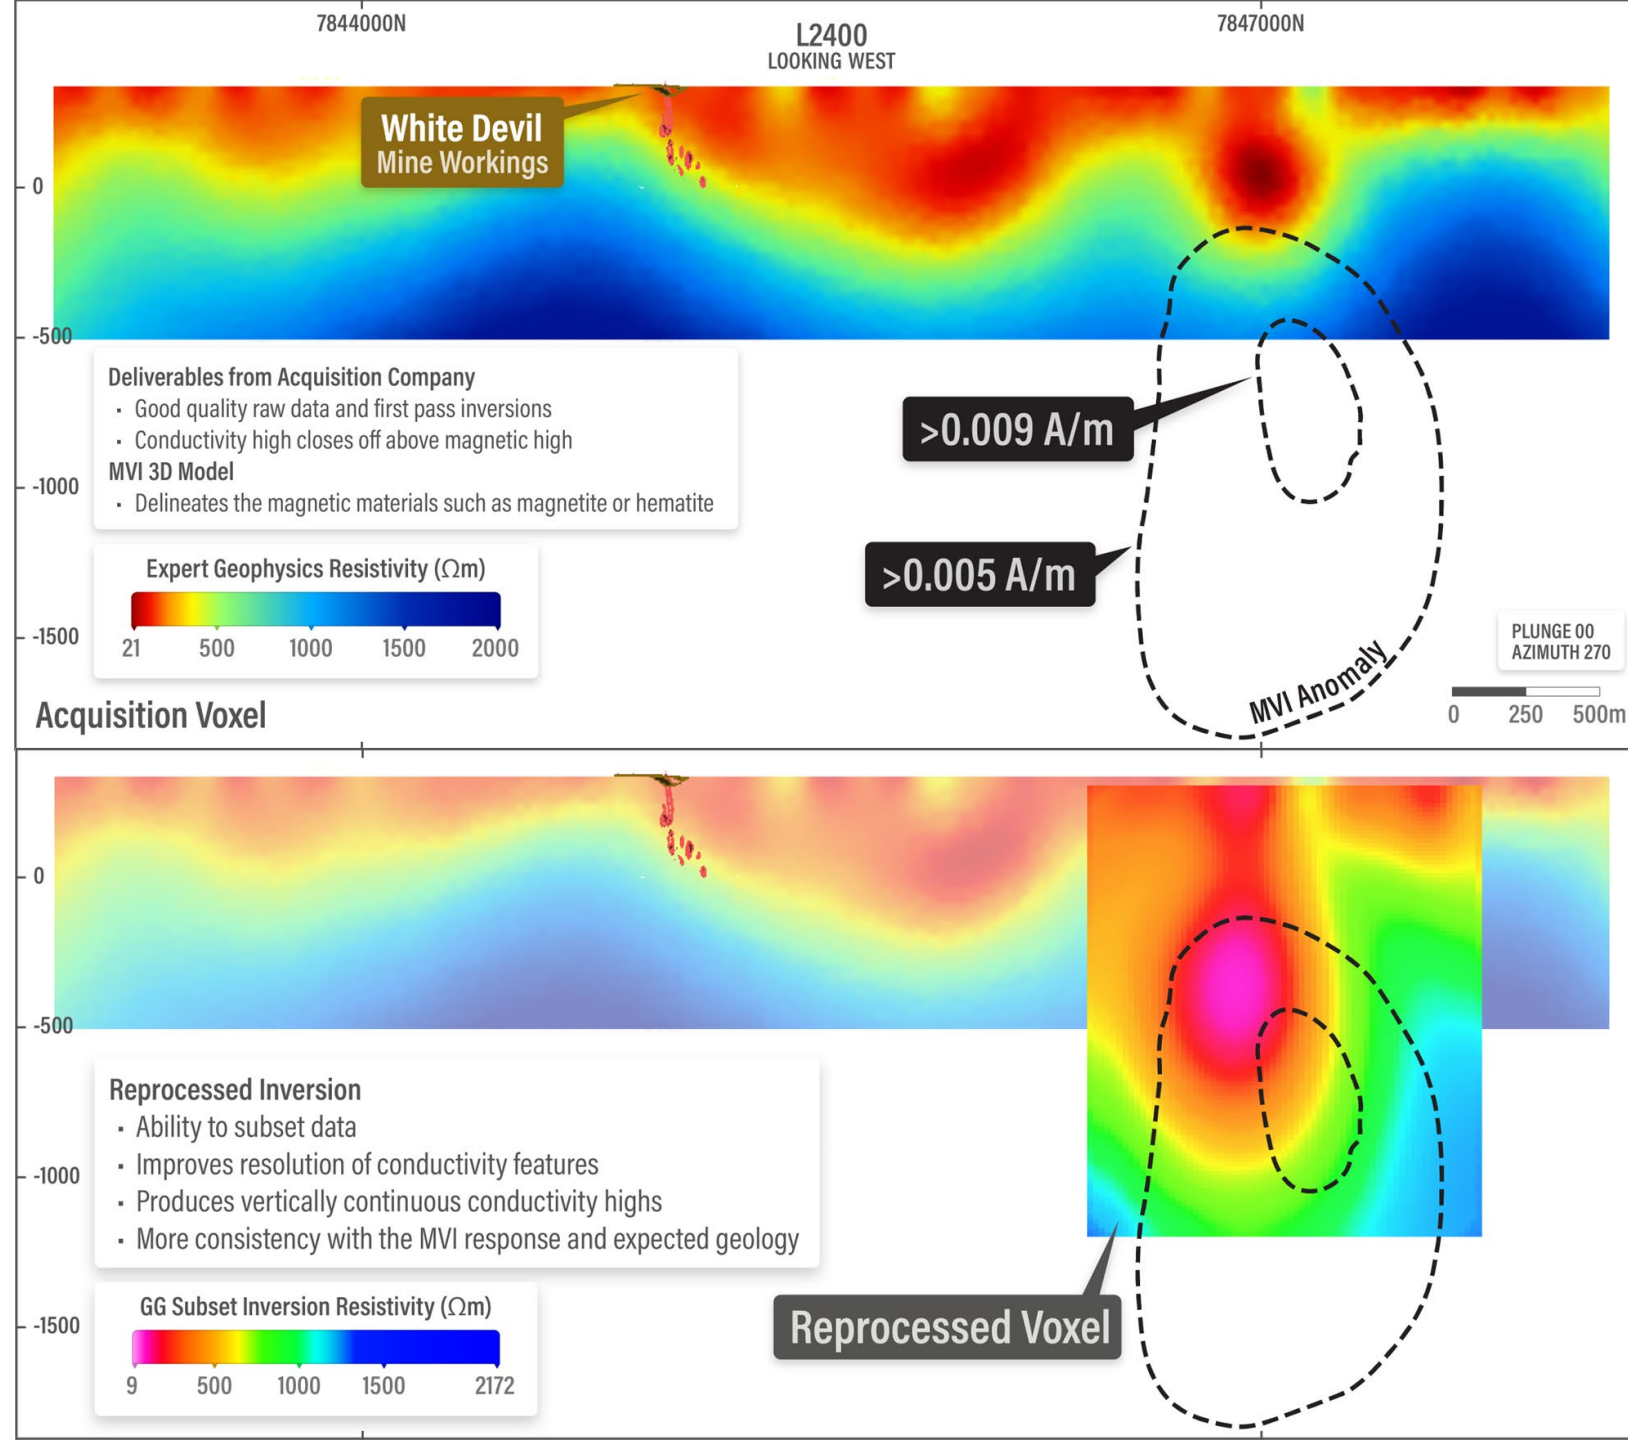 7844000N
7847000N
L2400
LOOKING WEST
White Devil
Mine Workings
0
-500
-1000
-1500
Deliverables from Acquisition Company
· Good quality raw data and first pass inversions
· Conductivity high closes off above magnetic high
MVI 3D Model
· Delineates the magnetic materials such as magnetite or hematite
>0.009 A/m
>0.005 A/m
MVI Anomaly
Expert Geophysics Resistivity (Ωm)
21 500 1000 1500 2000
PLUNGE 00
AZIMUTH 270
0 250 500m
Acquisition Voxel
0
-500
-1000
-1500
Reprocessed Inversion
· Ability to subset data
· Improves resolution of conductivity features
· Produces vertically continuous conductivity highs
· More consistency with the MVI response and expected geology
GG Subset Inversion Resistivity (Ωm)
9 500 1000 1500 2172
Reprocessed Voxel